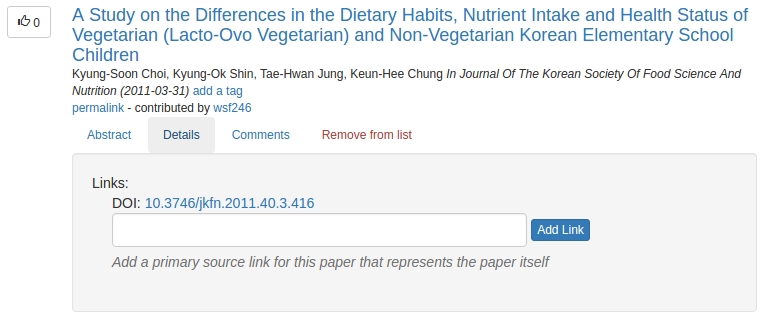 0
A Study on the Differences in the Dietary Habits, Nutrient Intake and Health Status of
Vegetarian (Lacto-Ovo Vegetarian) and Non-Vegetarian Korean Elementary School
Children
Kyung-Soon Choi, Kyung-Ok Shin, Tae-Hwan Jung, Keun-Hee Chung In Journal Of The Korean Society Of Food Science And
Nutrition (2011-03-31) add a tag
permalink - contributed by wsf246
Abstract Details Comments Remove from list
Links:
DOI: 10.3746/jkfn.2011.40.3.416
Add Link
Add a primary source link for this paper that represents the paper itself